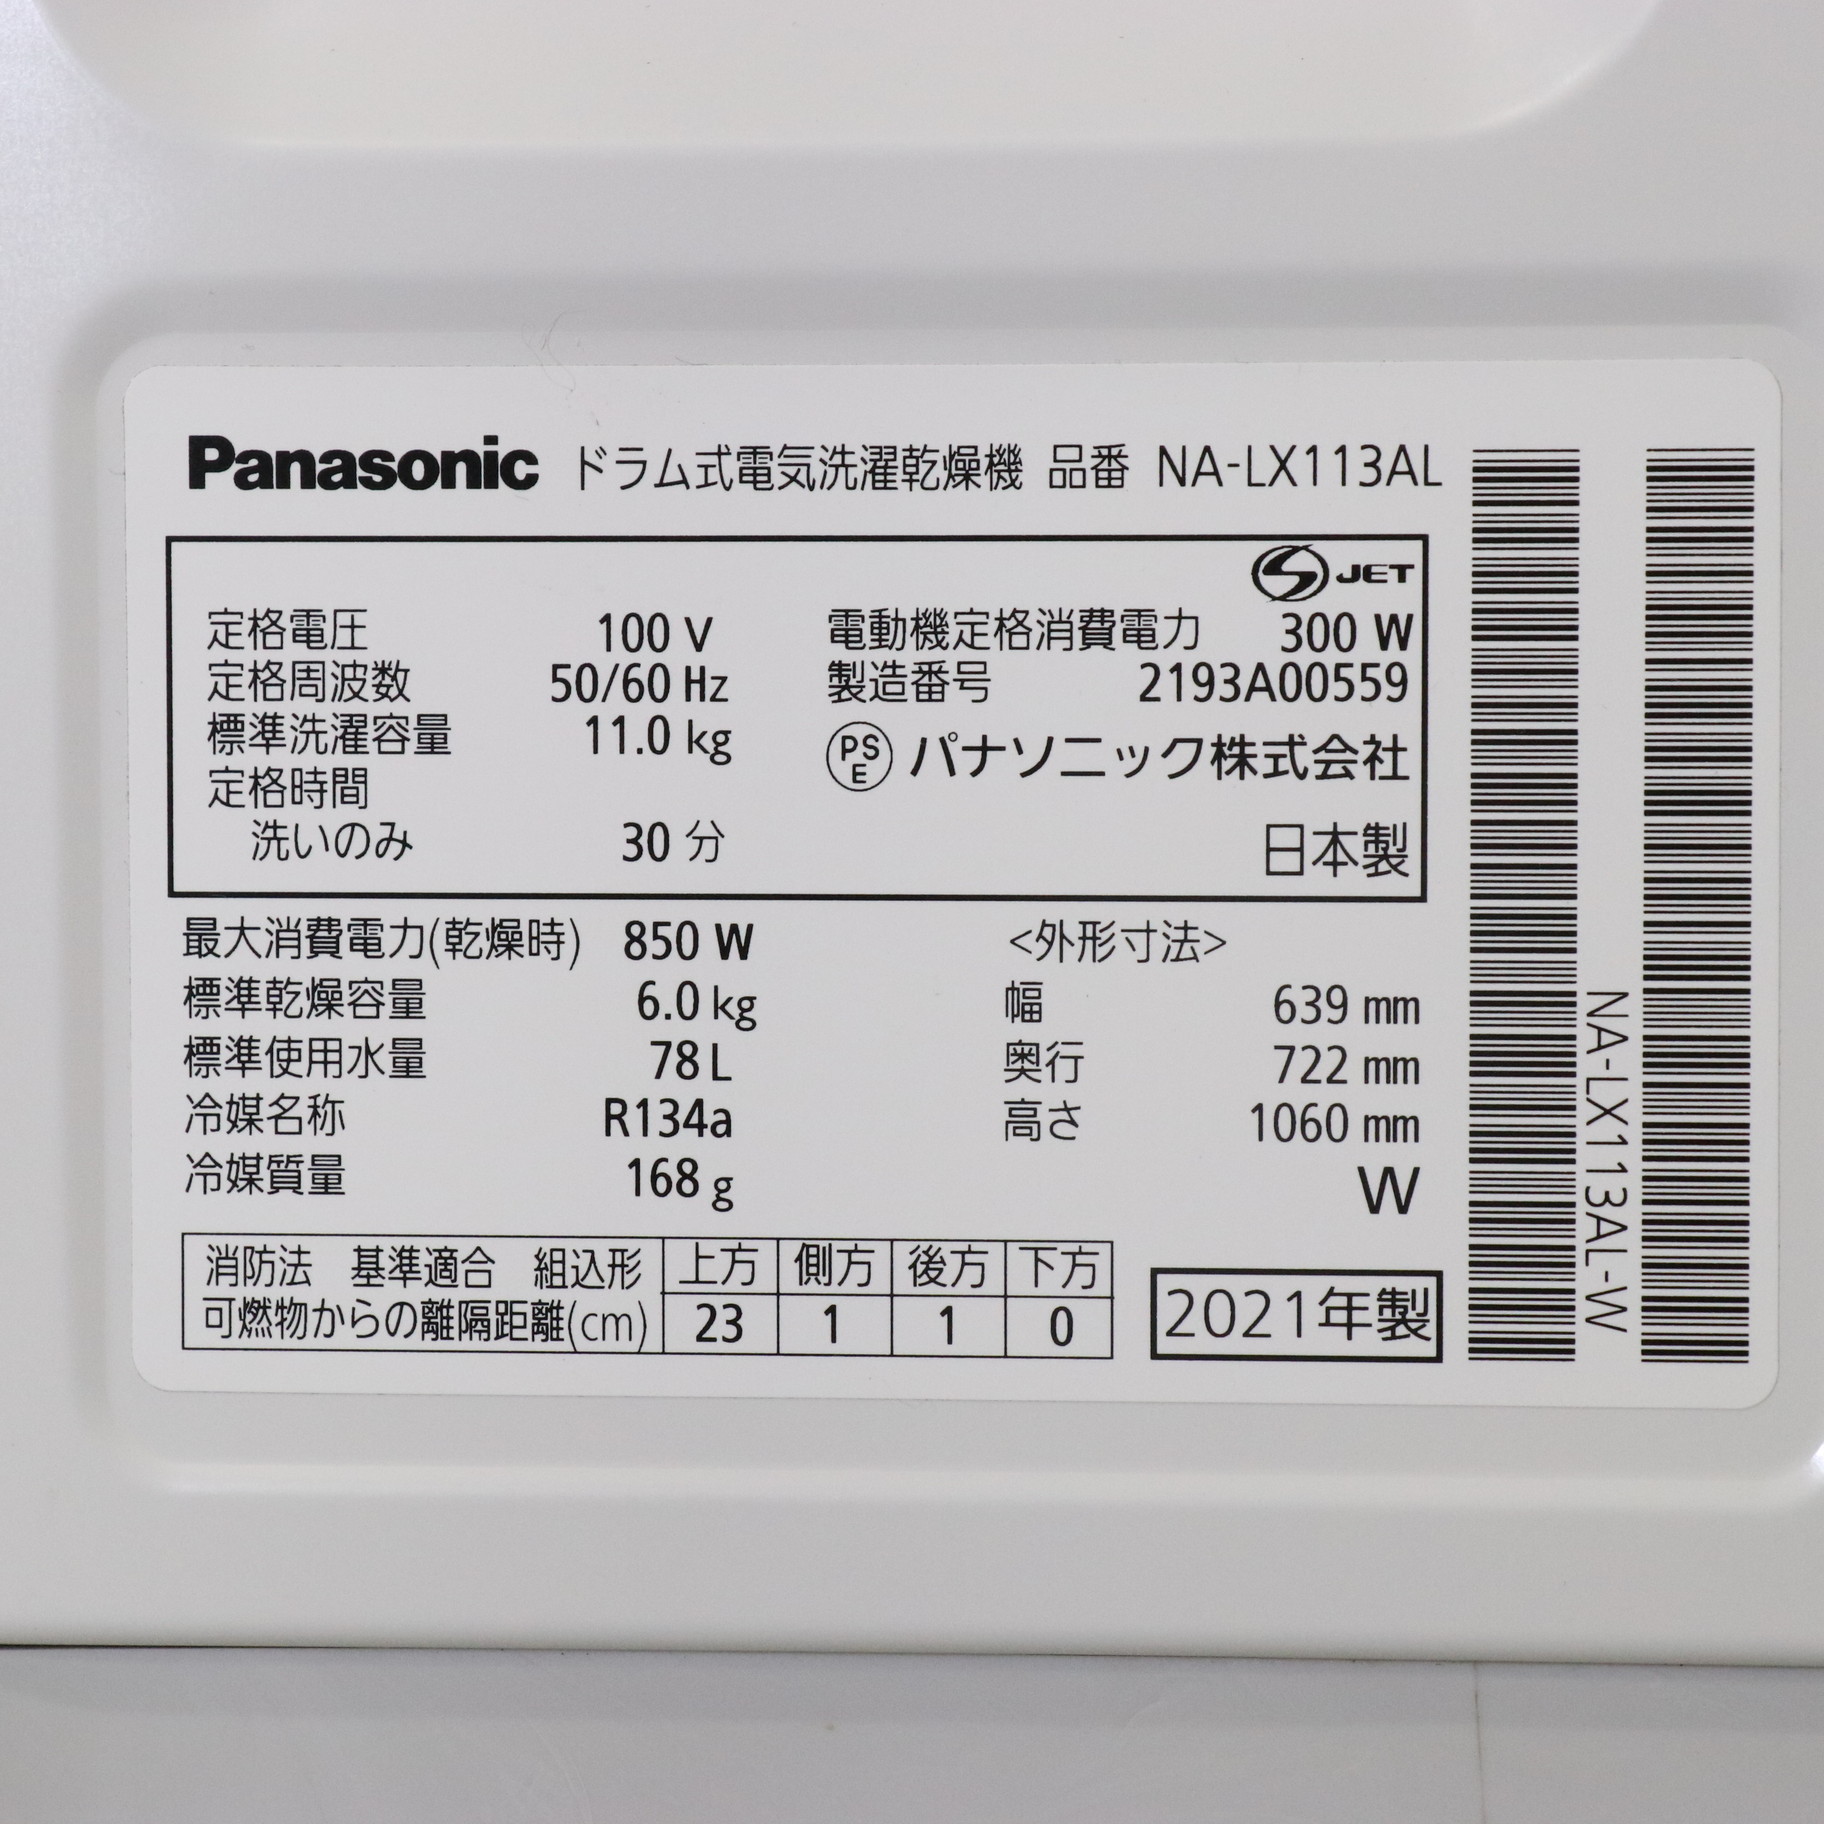 Panasonic ドラム式電気洗濯乾燥機 品番 NA-LX113AL
S JET
定格電圧 100 V
定格周波数 50/60 Hz
標準洗濯容量 11.0 kg
定格時間
洗いのみ 30 分
電動機定格消費電力 300 W
製造番号 2193A00559
PS E パナソニック株式会社
日本製
最大消費電力(乾燥時) 850 W
標準乾燥容量 6.0 kg
標準使用水量 78 L
冷媒名称 R134a
冷媒質量 168 g
<外形寸法>
幅 639 mm
奥行 722 mm
高さ 1060 mm
W
消防法 基準適合 組込形 上方 側方 後方 下方
可燃物からの離隔距離(cm) 23 1 1 0
2021年製
NA-LX113AL-W